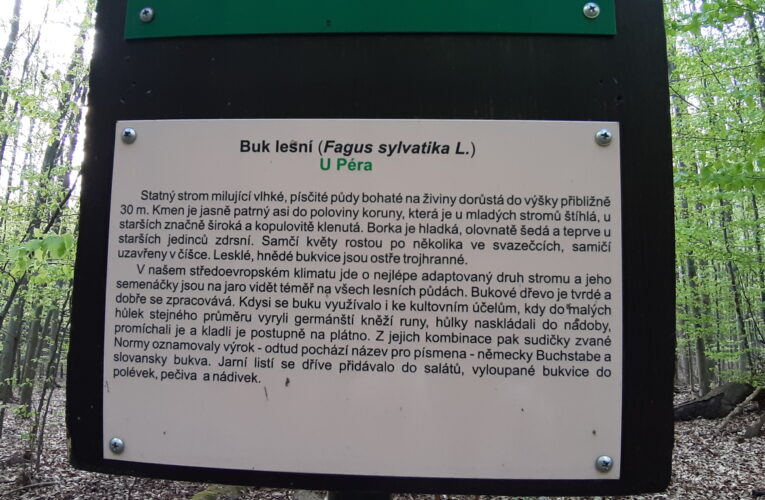 Buk lesní (Fagus sylvatika L.)
U Péra
Statný strom milující vlhké, písčité půdy bohaté na živiny dorůstá do výšky přibližně
30 m. Kmen je jasně patrný asi do poloviny koruny, která je u mladých stromů štíhlá, u
starších značně široká a kopulovitě klenutá. Borka je hladká, olovnatě šedá a teprve u
starších jedinců zdrsní. Samčí květy rostou po několika ve svazečcích, samičí
uzavřeny v číšce. Lesklé, hnědé bukvice jsou ostře trojhranné.
V našem středoevropském klimatu jde o nejlépe adaptovaný druh stromu a jeho
semenáčky jsou na jaro vidět téměř na všech lesních půdách. Bukové dřevo je tvrdé a
dobře se zpracovává. Kdysi se buku využívalo i ke kultovním účelům, kdy do malých
hůlek stejného průměru vyryli germánští kněží runy, hůlky naskládali do nádoby,
promíchali je a kladli je postupně na plátno. Z jejich kombinace pak sudičky zvané
Normy oznamovaly výrok - odtud pochází název pro písmena - německy Buchstabe a
slovansky bukva. Jarní listí se dříve přidávalo do salátů, vyloupané bukvice do
polévek, pečiva a nádivek.